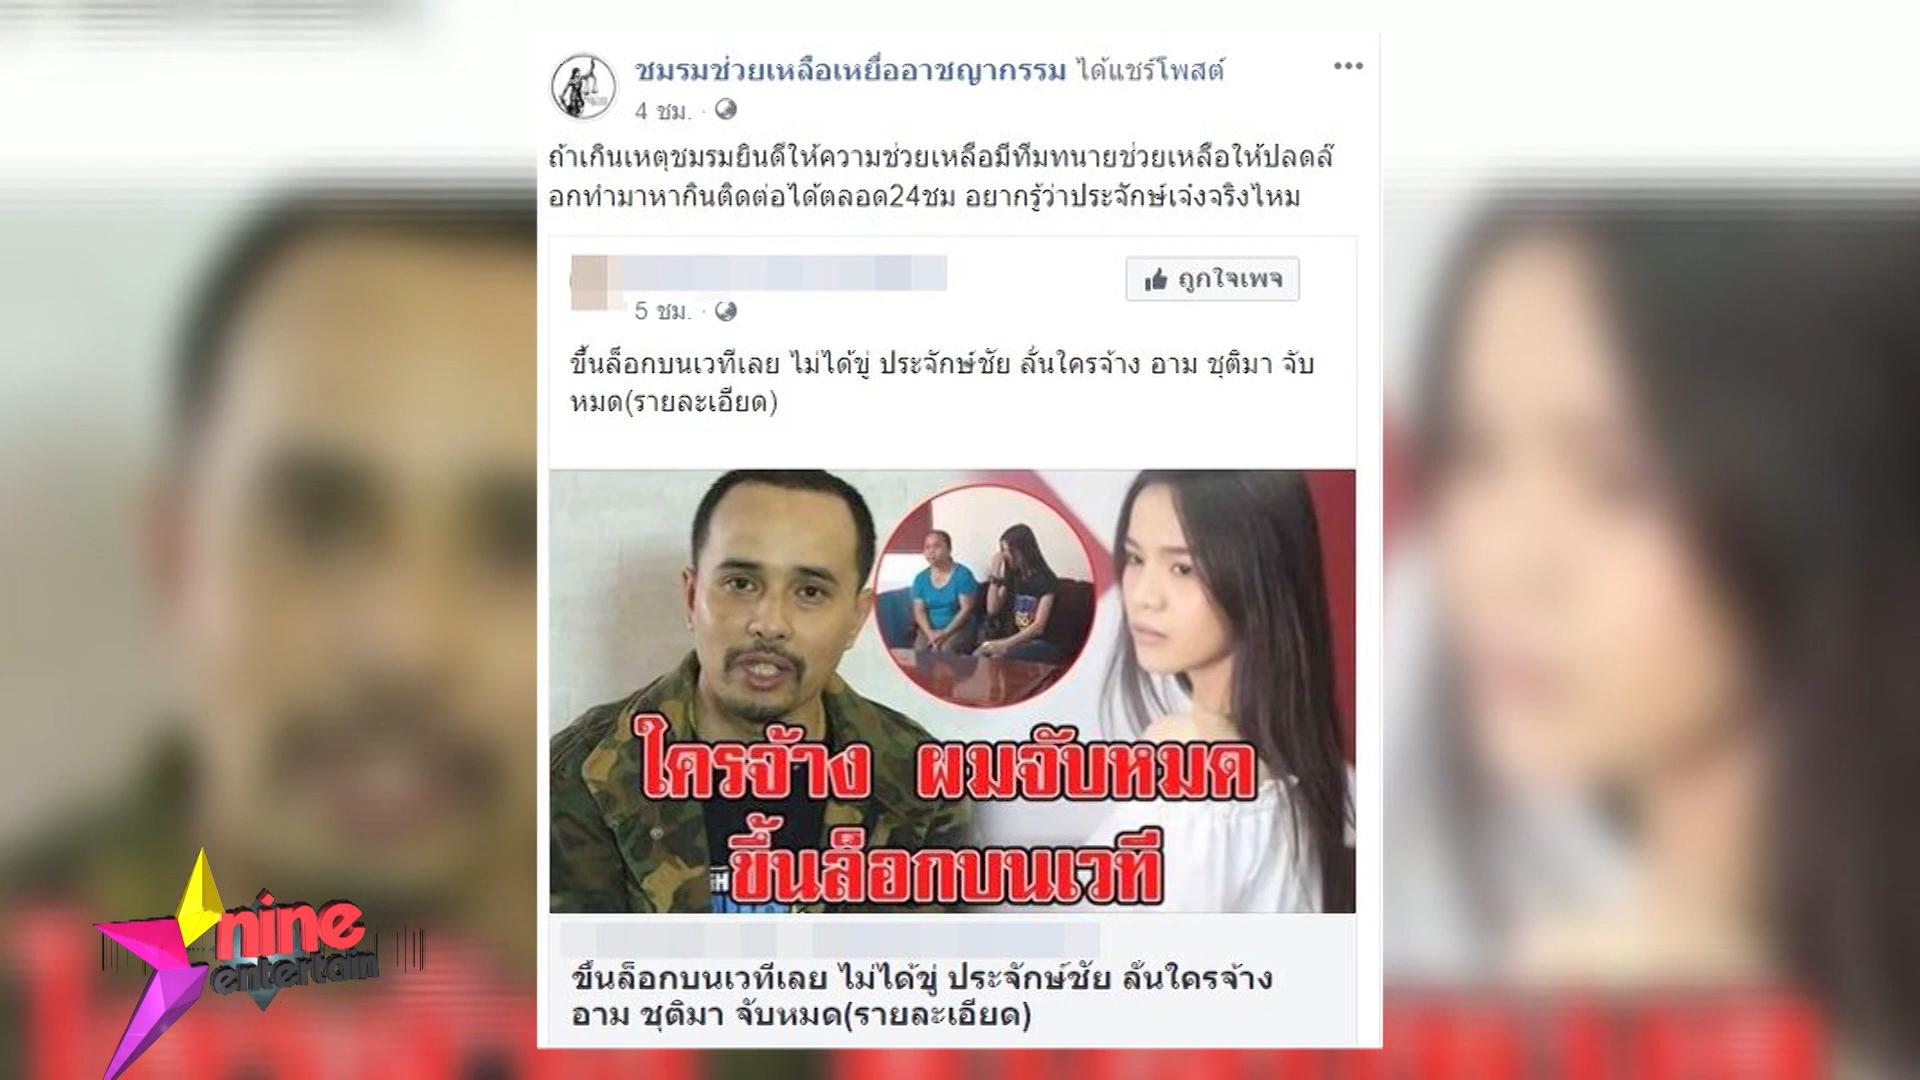 ชมรมช่วยเหลือเหยื่ออาชญากรรม ได้แชร์โพสต์
4 ชม. ·
ถ้าเกินเหตุชมรมยินดีให้ความช่วยเหลือมีทีมทนายช่วยเหลือให้ปลดล๊
อกทำมาหากินติดต่อได้ตลอด24ชม อยากรู้ว่าประจักษ์เจ๋งจริงไหม
ถูกใจเพจ
5 ชม. ·
ขึ้นล็อกบนเวทีเลย ไม่ได้ขู่ ประจักษ์ชัย ลั่นใครจ้าง อาม ชุติมา จับ
หมด(รายละเอียด)
ใครจ้าง ผมจับหมด
ขึ้นล็อกบนเวที
ขึ้นล็อกบนเวทีเลย ไม่ได้ขู่ ประจักษ์ชัย ลั่นใครจ้าง
อาม ชุติมา จับหมด(รายละเอียด)
nine
entertain